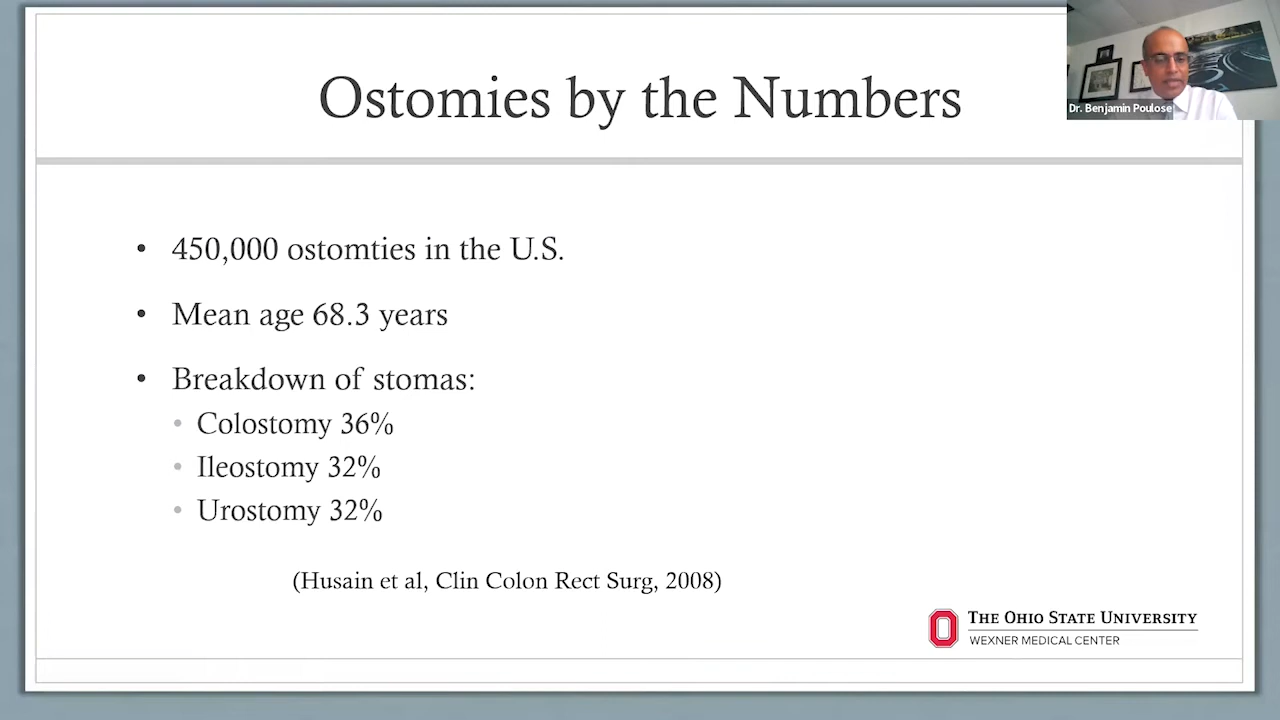 Ostomies by the Numbers
Dr. Benjamin Poulose
• 450,000 ostomties in the U.S.
• Mean age 68.3 years
• Breakdown of stomas:
• Colostomy 36%
• Ileostomy 32%
• Urostomy 32%
(Husain et al, Clin Colon Rect Surg, 2008)
THE OHIO STATE UNIVERSITY
WEXNER MEDICAL CENTER